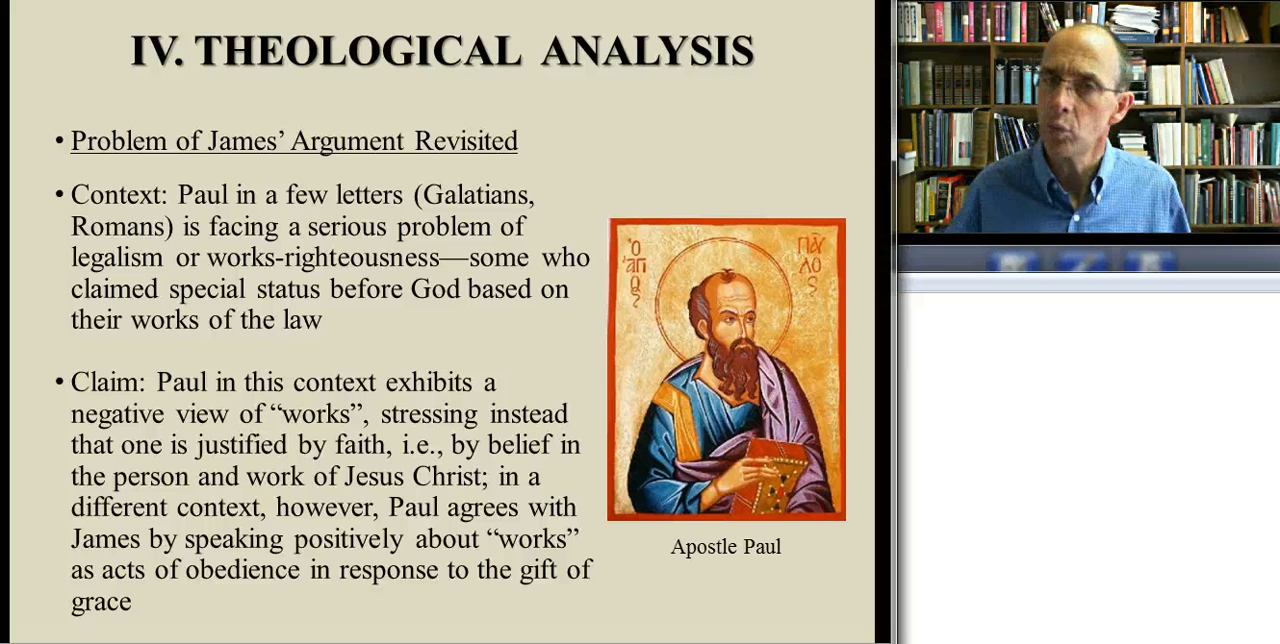 IV. THEOLOGICAL ANALYSIS
• Problem of James’ Argument Revisited
• Context: Paul in a few letters (Galatians,
Romans) is facing a serious problem of
legalism or works-righteousness—some who
claimed special status before God based on
their works of the law
• Claim: Paul in this context exhibits a
negative view of “works”, stressing instead
that one is justified by faith, i.e., by belief in
the person and work of Jesus Christ; in a
different context, however, Paul agrees with
James by speaking positively about “works”
as acts of obedience in response to the gift of
grace
Apostle Paul